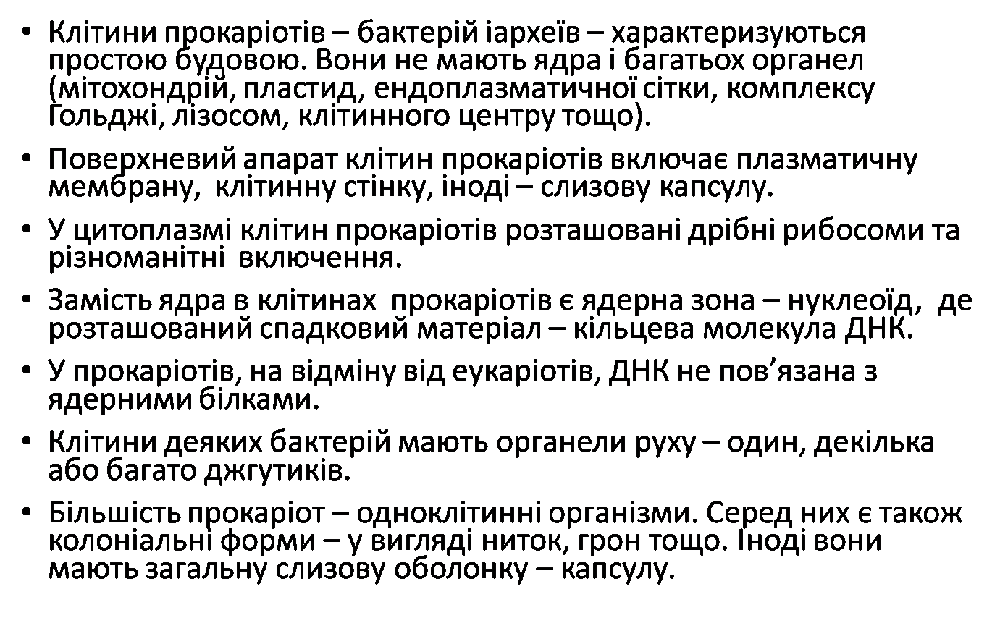 • Клітини прокаріотів – бактерій іархеїв – характеризуються
простою будовою. Вони не мають ядра і багатьох органел
(мітохондрій, пластид, ендоплазматичної сітки, комплексу
Гольджі, лізосом, клітинного центру тощо).
• Поверхневий апарат клітин прокаріотів включає плазматичну
мембрану,  клітинну стінку, іноді – слизову капсулу.
• У цитоплазмі клітин прокаріотів розташовані дрібні рибосоми та
різноманітні  включення.
• Замість ядра в клітинах  прокаріотів є ядерна зона – нуклеоїд,  де
розташований спадковий матеріал – кільцева молекула ДНК.
• У прокаріотів, на відміну від еукаріотів, ДНК не пов’язана з
ядерними білками.
• Клітини деяких бактерій мають органели руху – один, декілька
або багато джгутиків.
• Більшість прокаріот – одноклітинні організми. Серед них є також
колоніальні форми – у вигляді ниток, грон тощо. Іноді вони
мають загальну слизову оболонку – капсулу.